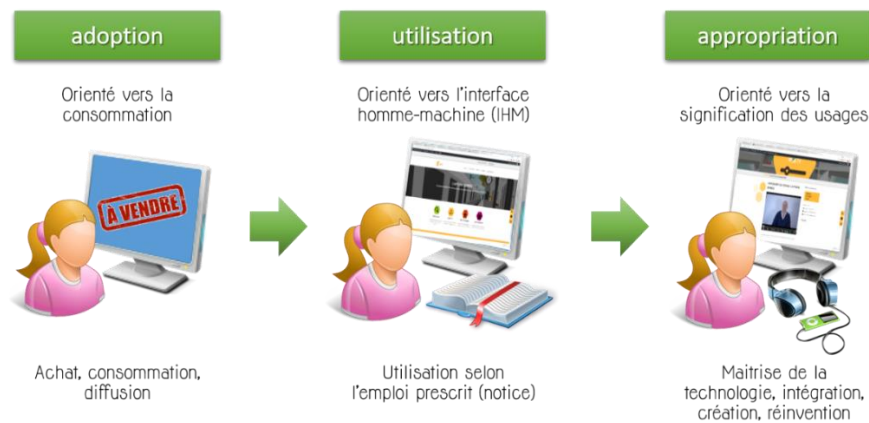 adoption
Orienté vers la
consommation
À VENDRE
Achat, consommation,
diffusion
utilisation
Orienté vers l'interface
homme-machine (IHM)
Utilisation selon
l'emploi prescrit (notice)
appropriation
Orienté vers la
signification des usages
Maitrise de la
technologie, intégration,
création, réinvention